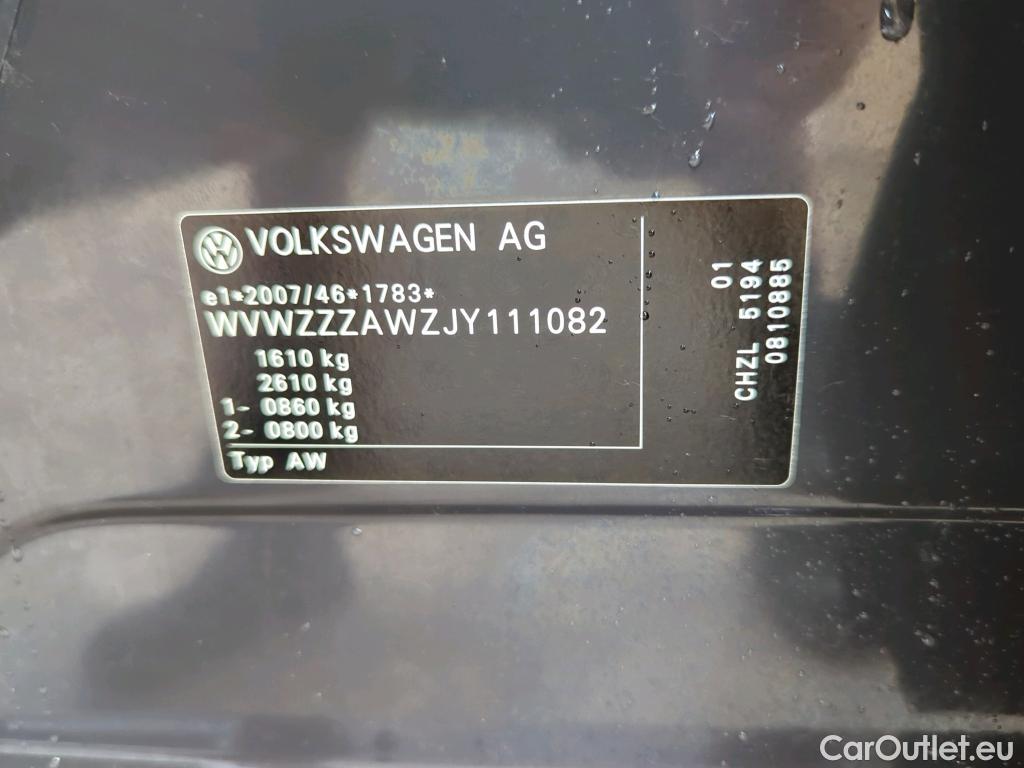 VOLKSWAGEN AG
e1*2007/46*1783*
WVWZZZAWZJY111082
1610 kg
2610 kg
1- 0860 kg
2- 0800 kg
Typ AW
01
CHZL 5194
0810885
CarOutlet.eu